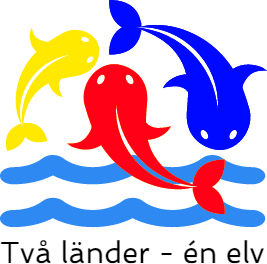 Två länder - én elv